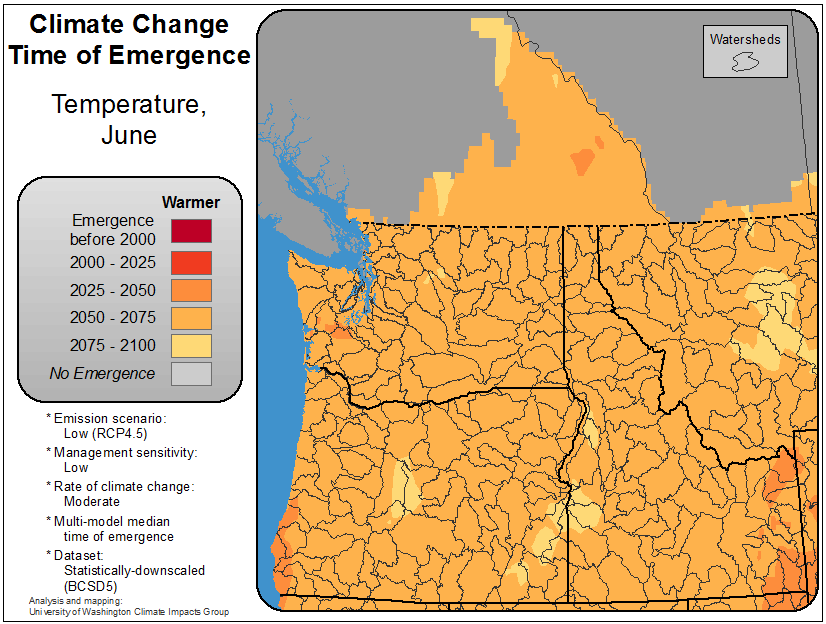 Climate Change
Time of Emergence
Temperature,
June
Warmer
Emergence
before 2000
2000 - 2025
2025 - 2050
2050 - 2075
2075 - 2100
No Emergence
* Emission scenario:
Low (RCP4.5)
* Management sensitivity:
Low
* Rate of climate change:
Moderate
* Multi-model median
time of emergence
* Dataset:
Statistically-downscaled
(BCSD5)
Analysis and mapping:
University of Washington Climate Impacts Group
Watersheds